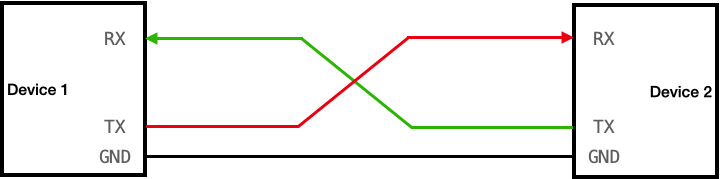 RX
Device 1
TX
GND
RX
Device 2
TX
GND